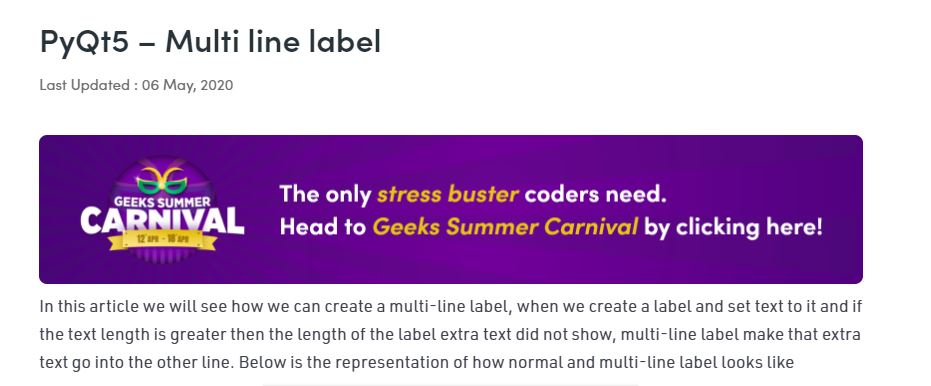 PyQt5 – Multi line label
Last Updated : 06 May, 2020
GEEKS SUMMER
CARNIVAL
12 APR - 18 APR
The only stress buster coders need.
Head to Geeks Summer Carnival by clicking here!
In this article we will see how we can create a multi-line label, when we create a label and set text to it and if
the text length is greater then the length of the label extra text did not show, multi-line label make that extra
text go into the other line. Below is the representation of how normal and multi-line label looks like